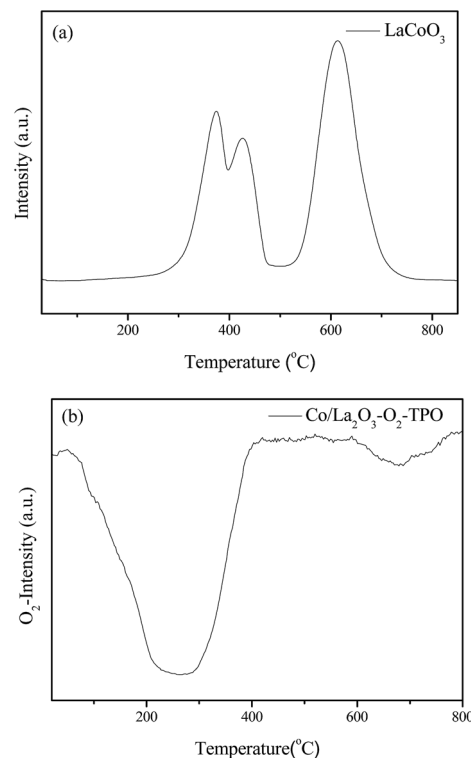 (a)
LaCoO₃
Intensity (a.u.)
200 400 600 800
Temperature (°C)
(b)
Co/La₂O₃-O₂-TPO
O₂-Intensity (a.u.)
200 400 600 800
Temperature(°C)